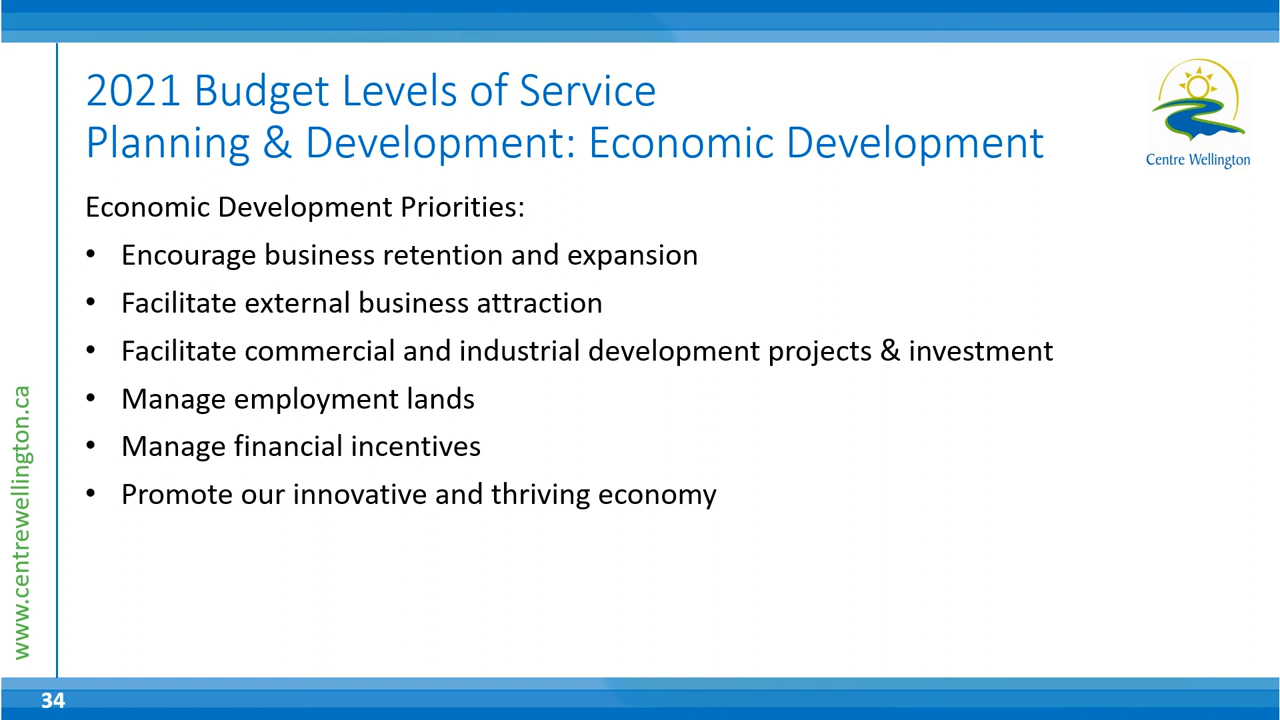 2021 Budget Levels of Service
Planning & Development: Economic Development
Centre Wellington
Economic Development Priorities:
• Encourage business retention and expansion
• Facilitate external business attraction
• Facilitate commercial and industrial development projects & investment
• Manage employment lands
• Manage financial incentives
• Promote our innovative and thriving economy
www.centrewellington.ca
34